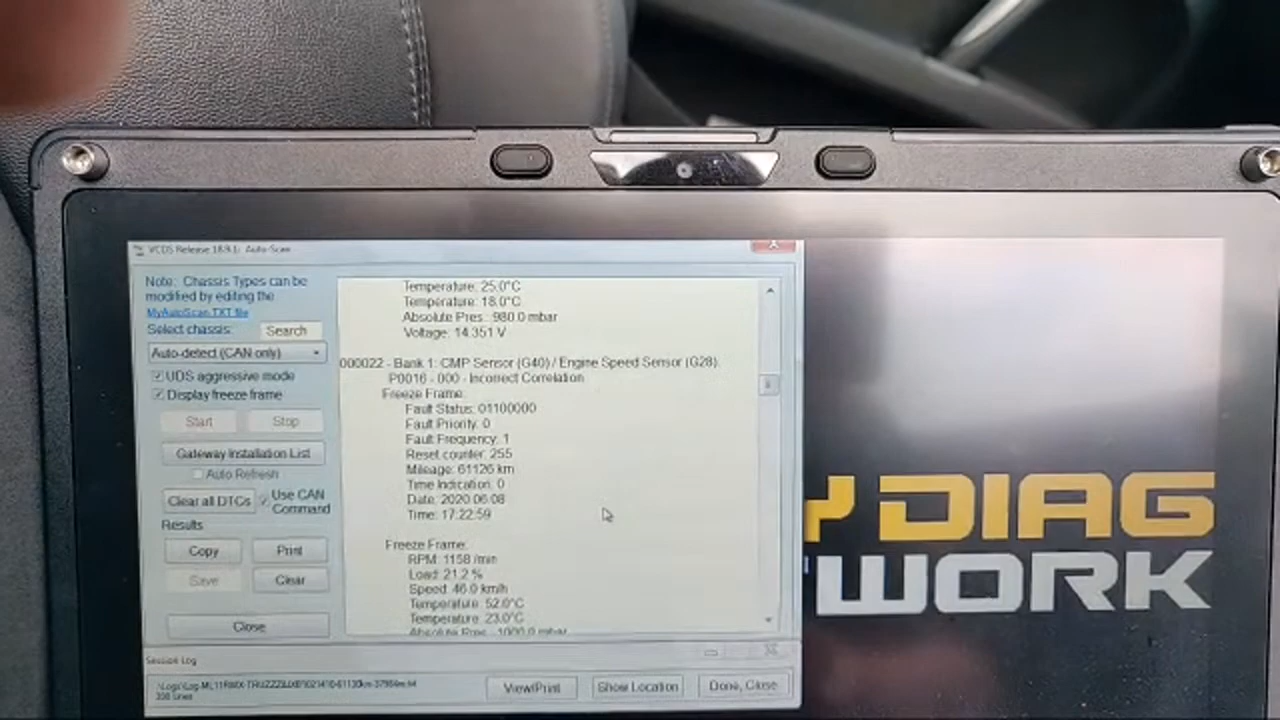 VCDS Release 18.9.1: Auto-Scan
Note: Chassis Types can be
modified by editing the
MyAutoScan.TXT file
Select chassis:
Search
Auto-detect (CAN only)
UDS aggressive mode
Display freeze frame
Start
Stop
Gateway Installation List
Auto Refresh
Clear all DTCs
Use CAN
Command
Results
Copy
Print
Save
Clear
Close
Temperature: 25.0°C
Temperature: 18.0°C
Absolute Pres.: 980.0 mbar
Voltage: 14.351 V
000022 - Bank 1: CMP Sensor (G40) / Engine Speed Sensor (G28).
P0016 - 000 - Incorrect Correlation
Freeze Frame:
Fault Status: 01100000
Fault Priority: 0
Fault Frequency: 1
Reset counter: 255
Mileage: 61126 km
Time Indication: 0
Date: 2020.06.08
Time: 17:22:59
Freeze Frame:
RPM: 1158 /min
Load: 21.2 %
Speed: 46.0 km/h
Temperature: 52.0°C
Temperature: 23.0°C
Absolute Pres.: 1000.0 mbar
Session Log
View/Print
Show Location
Done, Close
Y DIAG
WORK